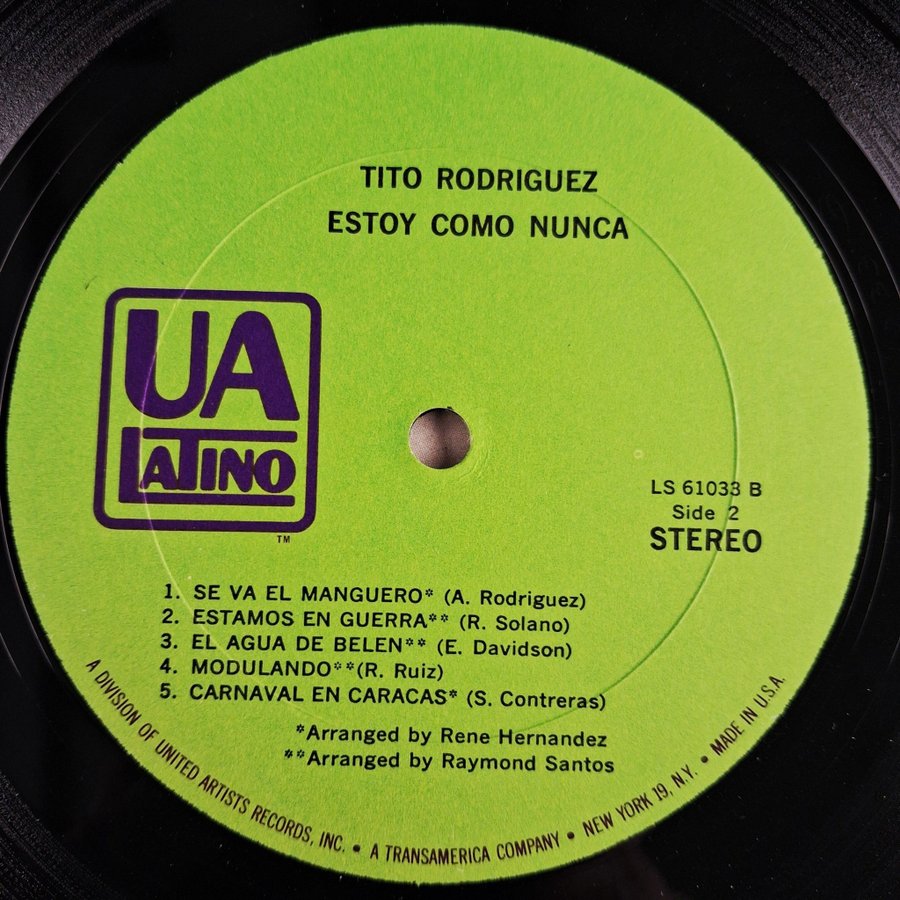 TITO RODRIGUEZ
ESTOY COMO NUNCA
UA
LATINO
TM
LS 61033 B
Side 2
STEREO
1. SE VA EL MANGUERO* (A. Rodriguez)
2. ESTAMOS EN GUERRA** (R. Solano)
3. EL AGUA DE BELEN** (E. Davidson)
4. MODULANDO**(R. Ruiz)
5. CARNAVAL EN CARACAS* (S. Contreras)
*Arranged by Rene Hernandez
**Arranged by Raymond Santos
A DIVISION OF UNITED ARTISTS RECORDS, INC. • A TRANSAMERICA COMPANY • NEW YORK 19, N.Y. • MADE IN U.S.A.